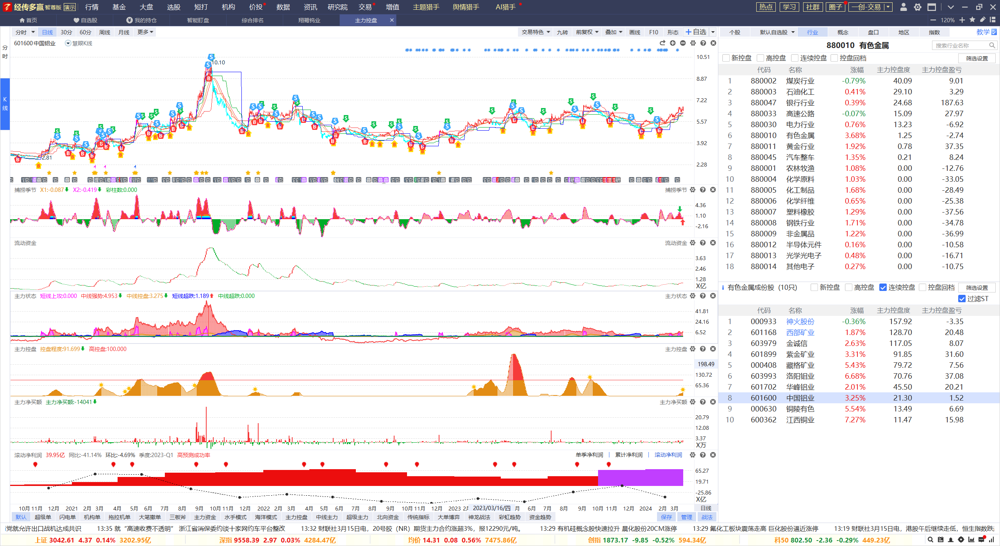 经传多赢 智尊版 演示 行情 基金 大盘 选股 短打 机构 价投 数据 资讯 研究院 交易 增值 主题猎手 舆情猎手 AI猎手 热点 学习 社群 圈子 一创-交易
首页 自选股 我的持仓 智能盯盘 综合排名 翔鹭钨业 主力控盘 120%
分时 日线 30分 60分 周线 月线 更多 交易特色 九转 前复权 叠加 画线 F10 形态 自选
个股 默认自选股 行业 概念 盘口 地区 指数 教学
分时
K线
601600 中国铝业 慧眼K线
10.51
8.87
7.22
5.57
3.92
2.28
10.10
2.81
捕捞季节 X1:-0.087 X2:-0.419 彩柱数:0.000 捕捞季节
4.36
1.10
-2.16
流动资金 流动资金
3.63
2.46
1.28
X亿
主力状态 短线上攻:0.000 中线强势:4.953 中线控盘:3.275 短线超跌:1.189 中线超跌:0.000 主力状态
41.81
24.16
6.52
主力控盘 控盘程度:91.699 高控盘:100.000 主力控盘
198.49
130.72
65.36
主力净买额 主力净买额:-14041 主力净买额
20.79
12.08
3.37
X万
滚动净利润 39.95亿 同比:-41.14% 环比:-4.69% 季度:2023-Q1 高预测成功率 单季净利润 累计净利润 滚动净利润
65.27
19.71
-25.86
X亿
10月 11月 12月 2021 2月 3月 4月 5月 6月 7月 8月 9月 10月 11月 12月 2022 2月 3月 4月 5月 6月 7月 8月 9月 10月 11月 12月 2023 2月 2023/03/16/四 月 6月 7月 8月 9月 10月 11月 12月 2024 2月 3月 日线
默认 超级单 闪电单 机构单 拖拉机单 大笔撤单 三板斧 主力资金 水手模式 海洋模式 主力控盘 中线主力 超级主力 北向资金 传统指标 大单博弈 神龙战法 彩虹趋势 资金趋势 保存 管理 战法
880010 有色金属 搜索行业名称
新控盘 高控盘 连续控盘 控盘回档 筛选设置
代码 名称 涨幅 主力控盘度 主力控盘盈亏
1 880002 煤炭行业 -0.79% 40.09 9.01
2 880003 石油化工 0.41% 29.10 3.29
3 880047 银行行业 0.39% 24.68 187.63
4 880033 高速公路 -0.07% 15.09 27.97
5 880030 电力行业 0.76% 13.23 -6.92
6 880010 有色金属 3.68% 1.25 -2.74
7 880011 黄金行业 1.92% 0.78 37.35
8 880045 汽车整车 1.35% 0.21 8.24
9 880001 农林牧渔 1.08% 0.00 -12.76
10 880004 化学原料 1.03% 0.00 -33.05
11 880005 化工制品 1.68% 0.00 -28.49
12 880006 化学纤维 0.65% 0.00 -25.38
13 880007 塑料橡胶 1.29% 0.00 -37.56
14 880008 钢铁行业 1.71% 0.00 -34.78
15 880009 非金属品 1.22% 0.00 -36.99
16 880012 半导体元件 0.16% 0.00 -10.58
17 880013 光学光电子 0.48% 0.00 -16.71
18 880014 其他电子 0.27% 0.00 -10.75
有色金属成份股 (10只) 新控盘 高控盘 连续控盘 控盘回档 筛选设置
过滤ST
代码 名称 涨幅 主力控盘度 主力控盘盈亏
1 000933 神火股份 -0.36% 157.92 -3.35
2 601168 西部矿业 1.87% 128.70 20.48
3 603979 金诚信 2.63% 117.05 8.07
4 601899 紫金矿业 3.31% 91.85 31.60
5 000408 藏格矿业 5.43% 79.72 7.56
6 603993 洛阳钼业 6.68% 70.76 37.08
7 601702 华峰铝业 2.01% 45.50 20.21
8 601600 中国铝业 3.25% 21.30 1.52
9 000630 铜陵有色 5.54% 13.49 6.69
10 600362 江西铜业 7.27% 11.47 15.98
党就允许出口战机达成共识 13:35 就“高速收费不透明” 浙江省消保委约谈十家网约车平台整改 13:32 财联社3月15日电，20号胶（NR）期货主力合约涨超3%，报12290元/吨。 13:29 有机硅概念股快速拉升 晨化股份20CM涨停 13:29 氟化工板块震荡走高 巨化股份逼近涨停 13:19 财联社3月15日电，港股午后继续走低，恒生指数跌
上证 3042.61 4.37 0.14% 3202.95亿 深指 9558.39 2.97 0.03% 4284.47亿 均价 14.31 0.08 0.56% 7475.86亿 创指 1873.17 -9.85 -0.52% 594.34亿 科50 802.50 -2.36 -0.29% 449.23亿